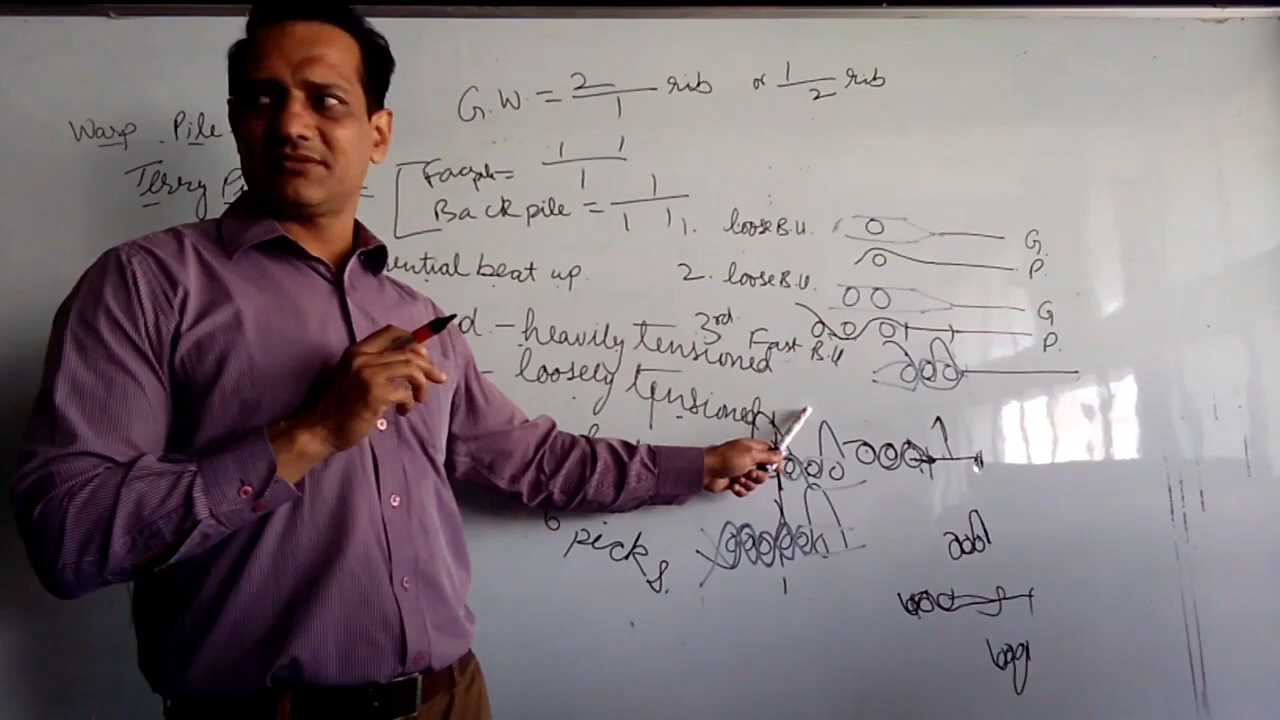 G.W. = 2/1 rib or 1/2 rib
Warp Pile
Terry
= 1 1/1
Back pile = 1/1 1,
loose B.U.
G.
P.
ential beat up.
2. loose B.U.
G
P.
d. - heavily tensioned
3rd Fast B.U
- loosely tensioned
6 picks.
1